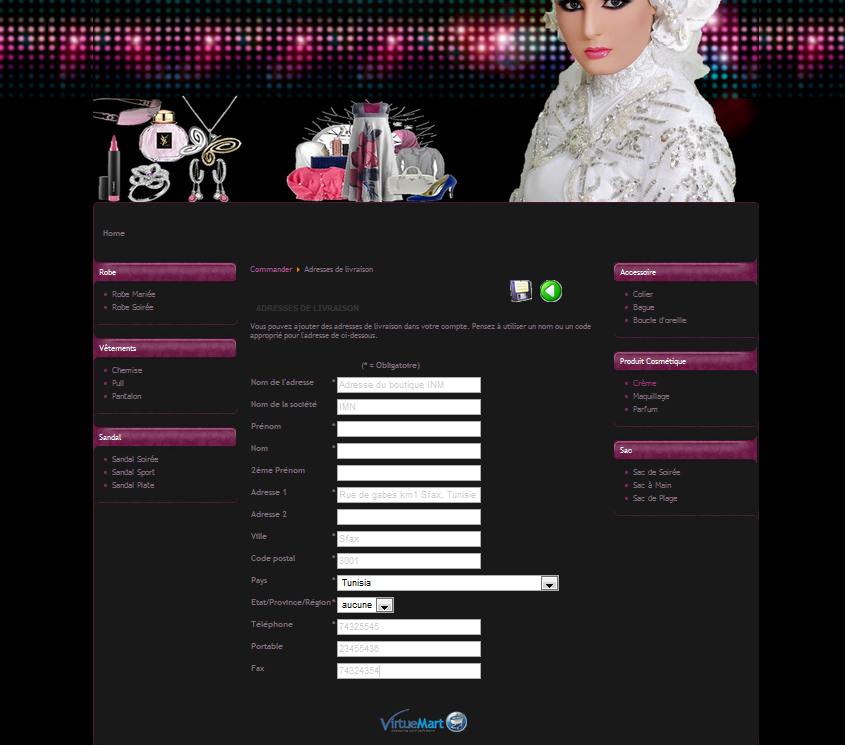 YSL
Home
Robe
Robe Mariée
Robe Soirée
Vêtements
Chemise
Pull
Pantalon
Sandal
Sandal Soirée
Sandal Sport
Sandal Plate
Commander Adresses de livraison
ADRESSES DE LIVRAISON
Vous pouvez ajouter des adresses de livraison dans votre compte. Pensez à utiliser un nom ou un code
approprié pour l'adresse de ci-dessous.
(* = Obligatoire)
Nom de l'adresse * Adresse du boutique INM
Nom de la société IMN
Prénom *
Nom *
2ème Prénom
Adresse 1 * Rue de gabes km1 Sfax, Tunisie
Adresse 2
Ville * Sfax
Code postal * 3001
Pays * Tunisia
Etat/Province/Région * aucune
Téléphone * 74325545
Portable 23455436
Fax 74324354
VirtueMart
Accessoire
Colier
Bague
Boucle d'oreille
Produit Cosmétique
Crême
Maquillage
Parfum
Sac
Sac de Soirée
Sac à Main
Sac de Plage